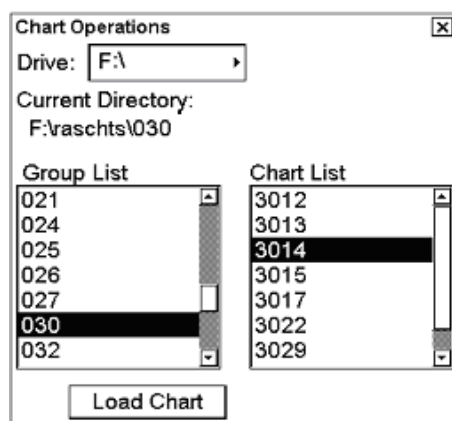 Chart Operations
Drive: F:\
Current Directory:
F:\raschts\030
Group List
021
024
025
026
027
030
032
Chart List
3012
3013
3014
3015
3017
3022
3029
Load Chart